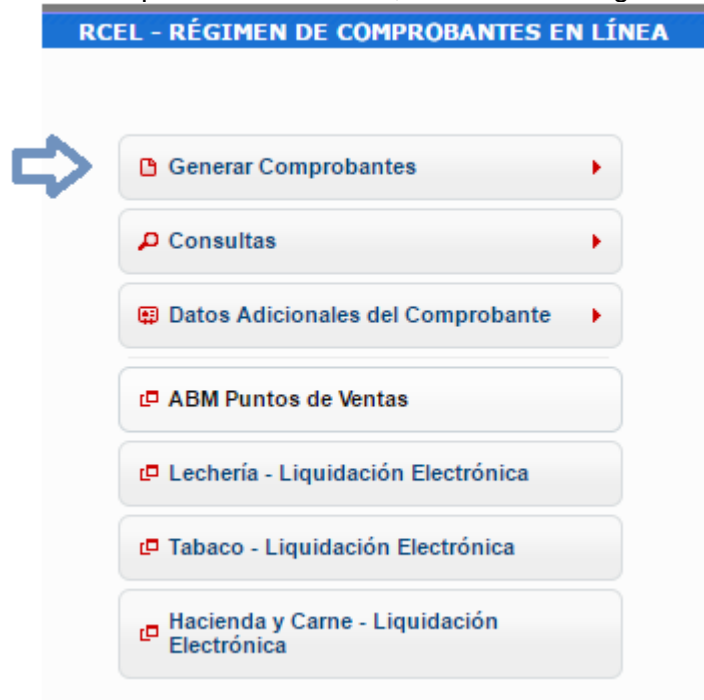 RCEL - RÉGIMEN DE COMPROBANTES EN LÍNEA
Generar Comprobantes
Consultas
Datos Adicionales del Comprobante
ABM Puntos de Ventas
Lechería - Liquidación Electrónica
Tabaco - Liquidación Electrónica
Hacienda y Carne - Liquidación
Electrónica